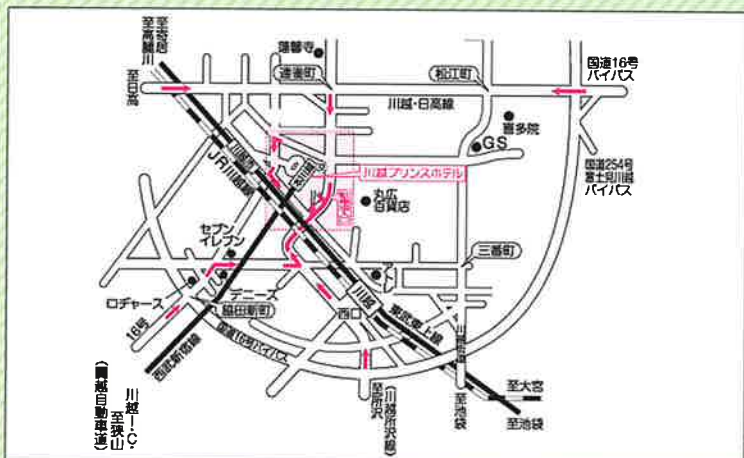 至寄居
至高麗川
至日高
蓮馨寺
連雀町
松江町
国道16号
バイパス
川越・日高線
喜多院
GS
川越市
本川越
JR川越線
川越プリンスホテル
国道254号
富士見川越
バイパス
丸広
百貨店
セブン
イレブン
三番町
ロヂャース
デニーズ
脇田新町
川越
西口
東武東上線
16号
西武新宿線
国道16号バイパス
川越I・C・
至狭山
(関越自動車道)
(川越所沢線)
至所沢
至池袋
至大宮
至池袋